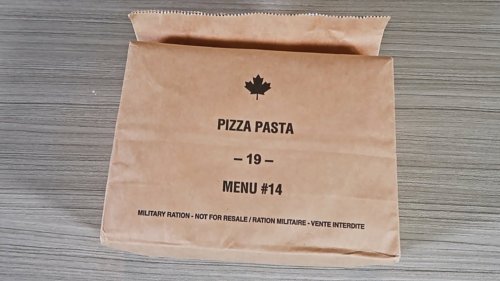 PIZZA PASTA
– 19 –
MENU #14
MILITARY RATION - NOT FOR RESALE / RATION MILITAIRE - VENTE INTERDITE